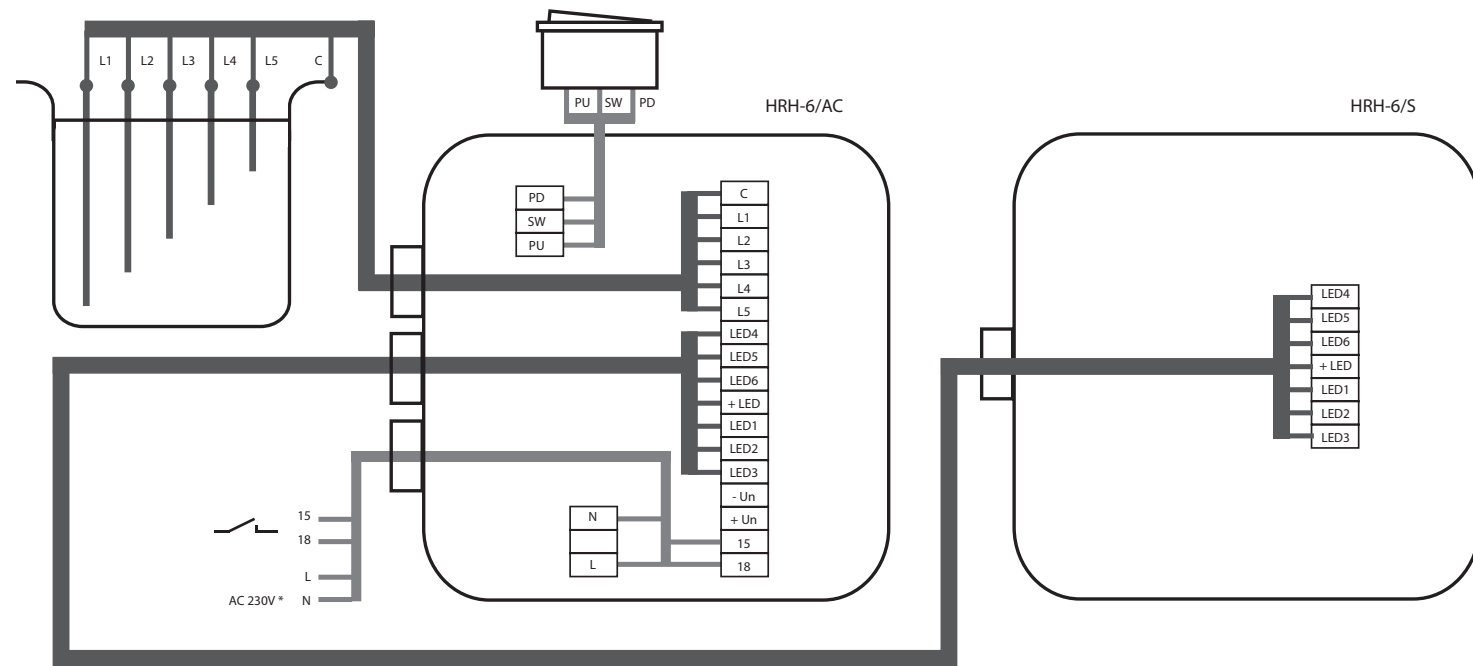 L1 L2 L3 L4 L5 C
PU SW PD
HRH-6/AC
HRH-6/S
PD
SW
PU
C
L1
L2
L3
L4
L5
LED4
LED5
LED6
+ LED
LED1
LED2
LED3
- Un
+ Un
15
18
N
L
15
18
L
AC 230V * N
LED4
LED5
LED6
+ LED
LED1
LED2
LED3